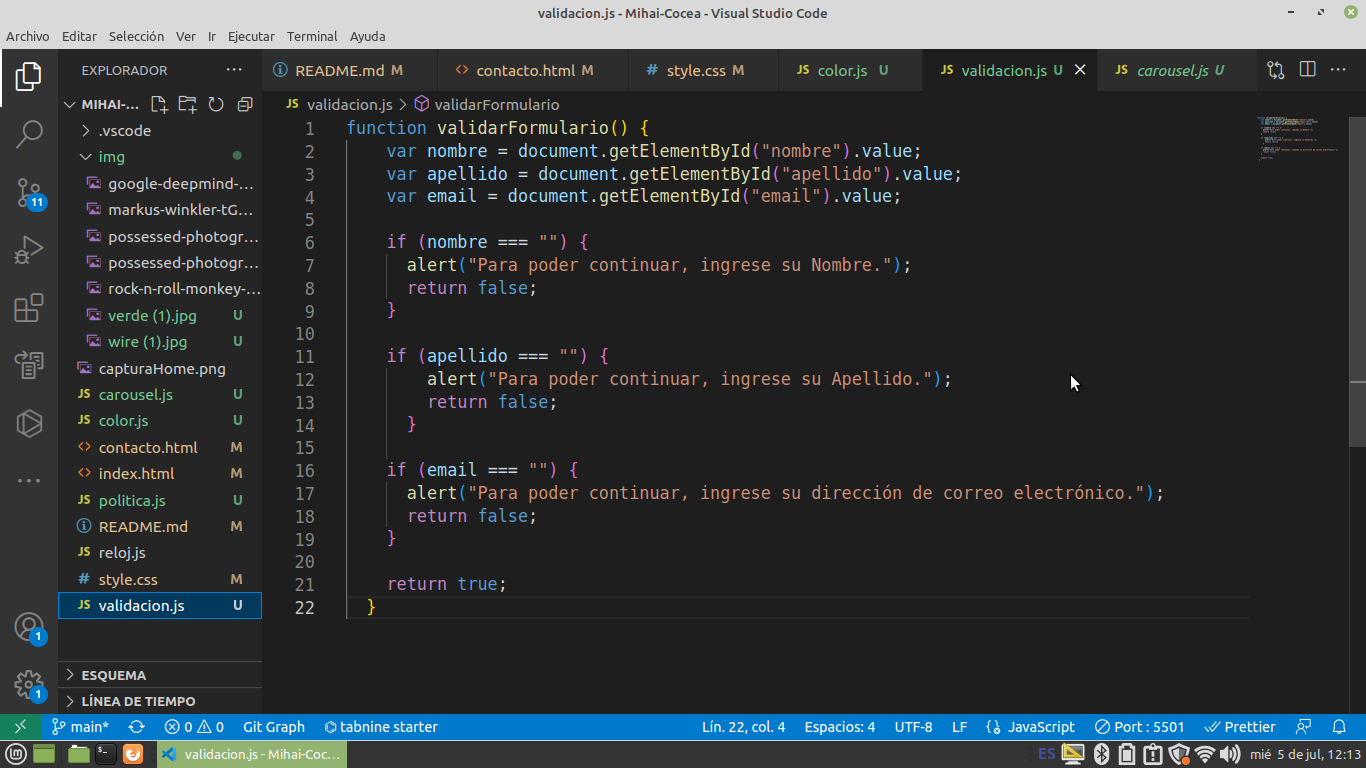 validacion.js - Mihai-Cocea - Visual Studio Code
Archivo Editar Selección Ver Ir Ejecutar Terminal Ayuda
EXPLORADOR
MIHAI-...
.vscode
img
google-deepmind-...
markus-winkler-tG...
possessed-photogr...
possessed-photogr...
rock-n-roll-monkey-...
verde (1).jpg U
wire (1).jpg U
capturaHome.png
JS carousel.js U
JS color.js U
<> contacto.html M
<> index.html M
JS politica.js U
README.md M
JS reloj.js
# style.css M
JS validacion.js U
ESQUEMA
LÍNEA DE TIEMPO
11
1
1
README.md M <> contacto.html M # style.css M JS color.js U JS validacion.js U JS carousel.js U
JS validacion.js > validarFormulario
1 function validarFormulario() {
2 var nombre = document.getElementById("nombre").value;
3 var apellido = document.getElementById("apellido").value;
4 var email = document.getElementById("email").value;
5
6 if (nombre === "") {
7 alert("Para poder continuar, ingrese su Nombre.");
8 return false;
9 }
10
11 if (apellido === "") {
12 alert("Para poder continuar, ingrese su Apellido.");
13 return false;
14 }
15
16 if (email === "") {
17 alert("Para poder continuar, ingrese su dirección de correo electrónico.");
18 return false;
19 }
20
21 return true;
22 }
main* 0 0 Git Graph tabnine starter Lín. 22, col. 4 Espacios: 4 UTF-8 LF {} JavaScript Port : 5501 Prettier
validacion.js - Mihai-Coc... ES mié 5 de jul, 12:13